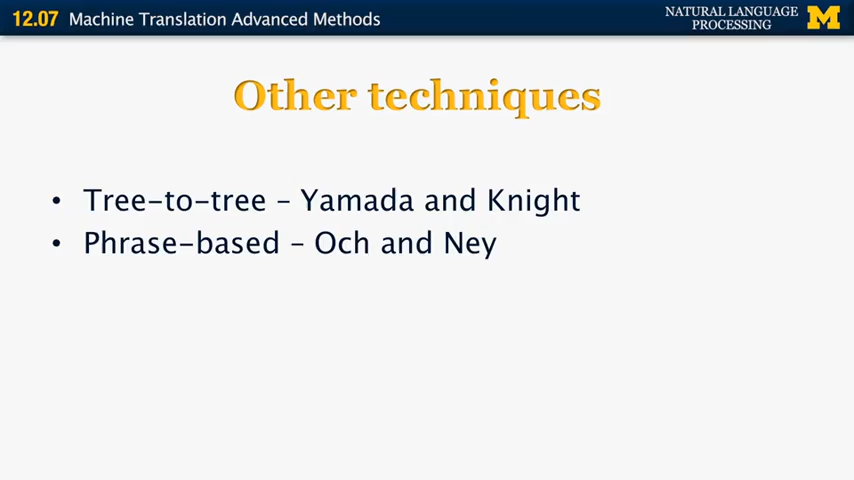 12.07 Machine Translation Advanced Methods
NATURAL LANGUAGE
PROCESSING
M
Other techniques
• Tree-to-tree – Yamada and Knight
• Phrase-based – Och and Ney